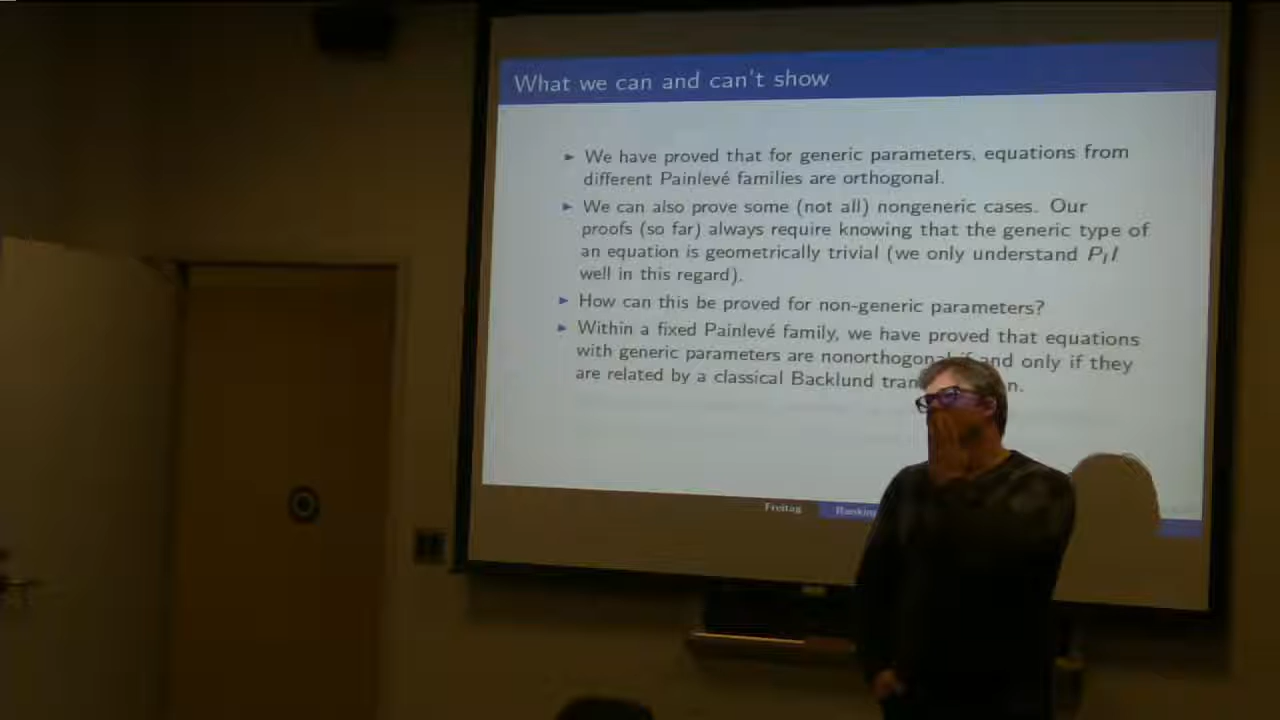 What we can and can't show
► We have proved that for generic parameters, equations from
different Painlevé families are orthogonal.
► We can also prove some (not all) nongeneric cases. Our
proofs (so far) always require knowing that the generic type of
an equation is geometrically trivial (we only understand P_I I
well in this regard).
► How can this be proved for non-generic parameters?
► Within a fixed Painlevé family, we have proved that equations
with generic parameters are nonorthogonal if and only if they
are related by a classical Backlund tran n.
Freitag Ranking